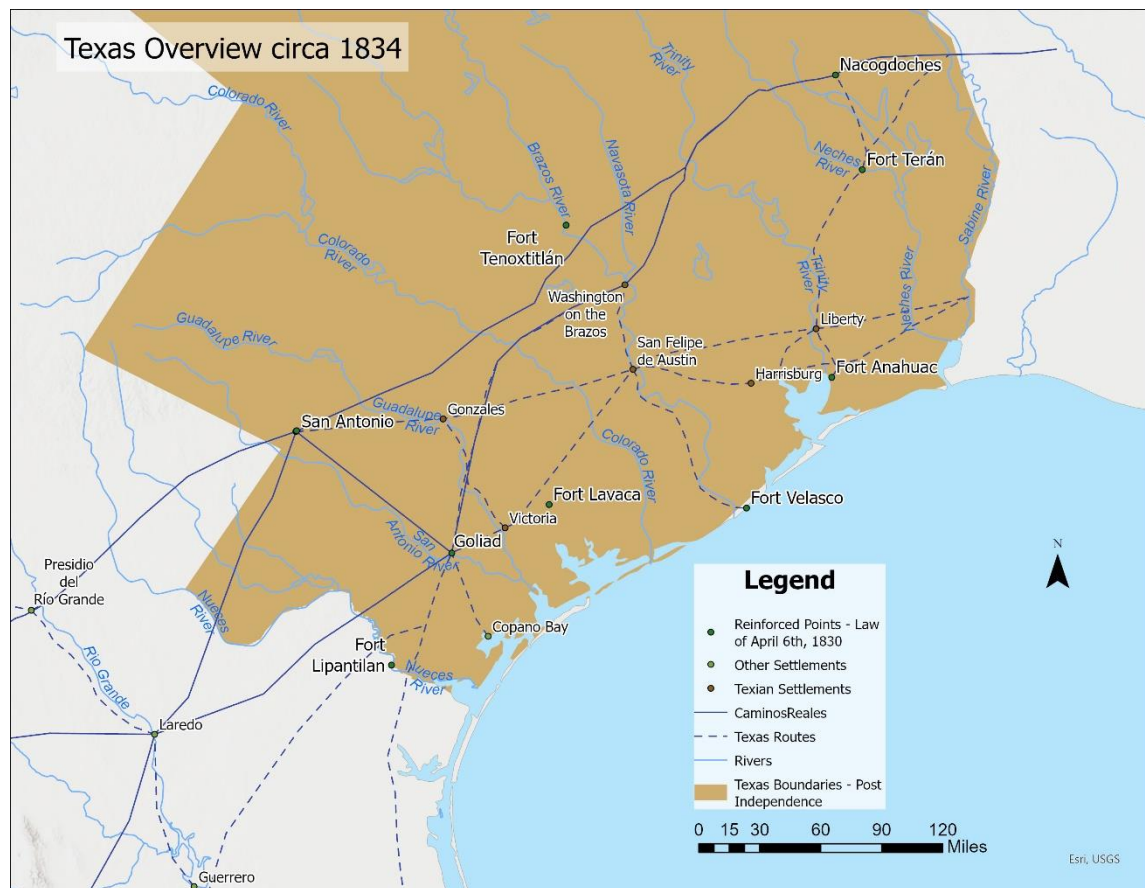 Texas Overview circa 1834
Nacogdoches
Trinity
River
Colorado River
Brazos River
Navasota River
Neches
River
Fort Terán
Sabine River
Fort
Tenoxtitlán
Colorado
River
Trinity
River
Neches River
Washington
on the
Brazos
Guadalupe River
Liberty
San Felipe
de Austin
Harrisburg
Fort Anahuac
Guadalupe
River
Gonzales
San Antonio
Colorado River
Fort Lavaca
Fort Velasco
Victoria
San
Antonio River
Goliad
Presidio
del
Río Grande
Nueces
River
Copano Bay
Fort
Lipantilan
Nueces
River
Rio Grande
Laredo
Guerrero
N
Legend
Reinforced Points - Law
of April 6th, 1830
Other Settlements
Texian Settlements
CaminosReales
Texas Routes
Rivers
Texas Boundaries - Post
Independence
0 15 30 60 90 120
Miles
Esri, USGS